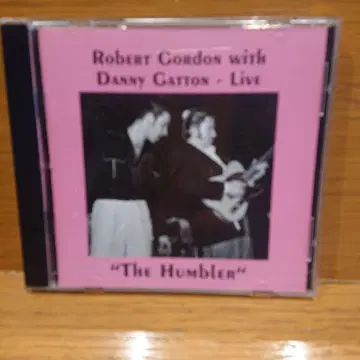 Robert Gordon with
Danny Gatton - Live
"The Humbler"